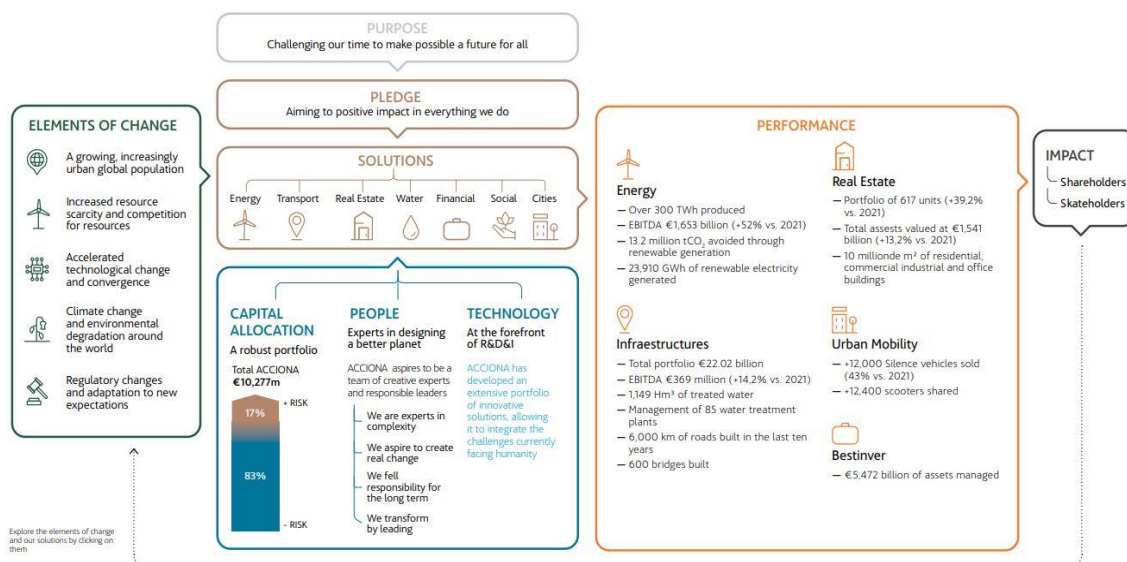 PURPOSE
Challenging our time to make possible a future for all
PLEDGE
Aiming to positive impact in everything we do
ELEMENTS OF CHANGE
A growing, increasingly
urban global population
Increased resource
scarcity and competition
for resources
Accelerated
technological change
and convergence
Climate change
and environmental
degradation around
the world
Regulatory changes
and adaptation to new
expectations
Explore the elements of change
and our solutions by clicking on
them
SOLUTIONS
Energy Transport Real Estate Water Financial Social Cities
CAPITAL
ALLOCATION
A robust portfolio
Total ACCIONA
€10,277m
17%
+ RISK
83%
- RISK
PEOPLE
Experts in designing
a better planet
ACCIONA aspires to be a
team of creative experts
and responsible leaders
We are experts in
complexity
We aspire to create
real change
We fell
responsibility for
the long term
We transform
by leading
TECHNOLOGY
At the forefront
of R&D&I
ACCIONA has
developed an
extensive portfolio
of innovative
solutions, allowing
it to integrate the
challenges currently
facing humanity
PERFORMANCE
Energy
— Over 300 TWh produced
— EBITDA €1,653 billion (+52% vs. 2021)
— 13.2 million tCO₂ avoided through
renewable generation
— 23,910 GWh of renewable electricity
generated
Infraestructures
— Total portfolio €22.02 billion
— EBITDA €369 million (+14,2% vs. 2021)
— 1,149 Hm³ of treated water
— Management of 85 water treatment
plants
— 6,000 km of roads built in the last ten
years
— 600 bridges built
Real Estate
— Portfolio of 617 units (+39,2%
vs. 2021)
— Total assets valued at €1,541
billion (+13,2% vs. 2021)
— 10 millionde m² of residential,
commercial industrial and office
buildings
Urban Mobility
— +12,000 Silence vehicles sold
(43% vs. 2021)
— +12,400 scooters shared
Bestinver
— €5,472 billion of assets managed
IMPACT
Shareholders
Skateholders